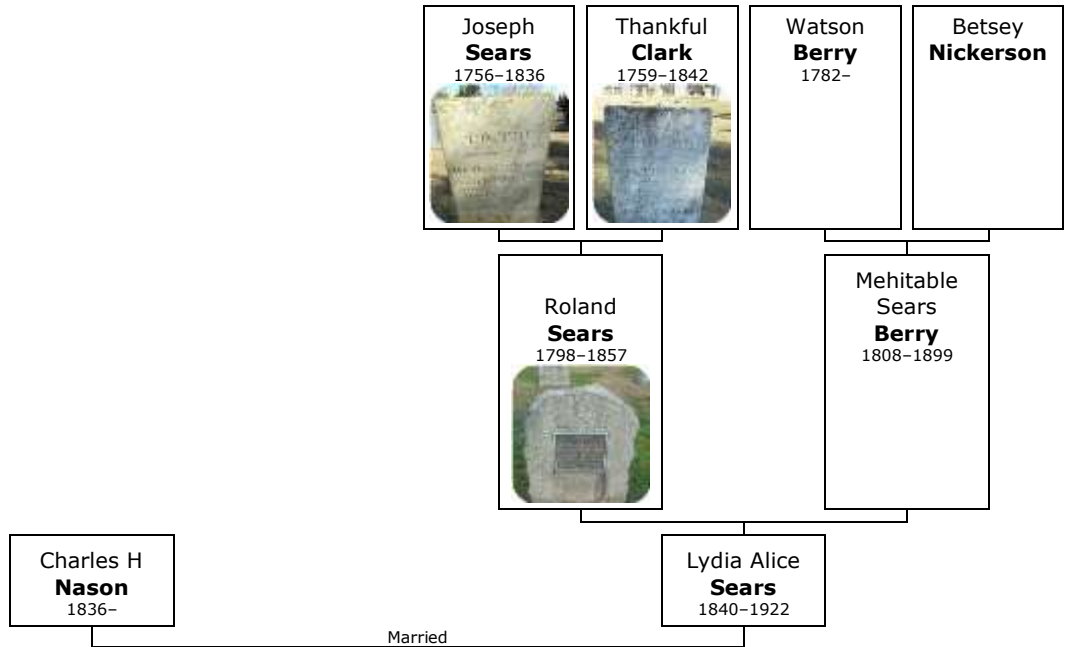 Joseph
Sears
1756–1836
Thankful
Clark
1759–1842
Watson
Berry
1782–
Betsey
Nickerson
Roland
Sears
1798–1857
Mehitable
Sears
Berry
1808–1899
Charles H
Nason
1836–
Lydia Alice
Sears
1840–1922
Married